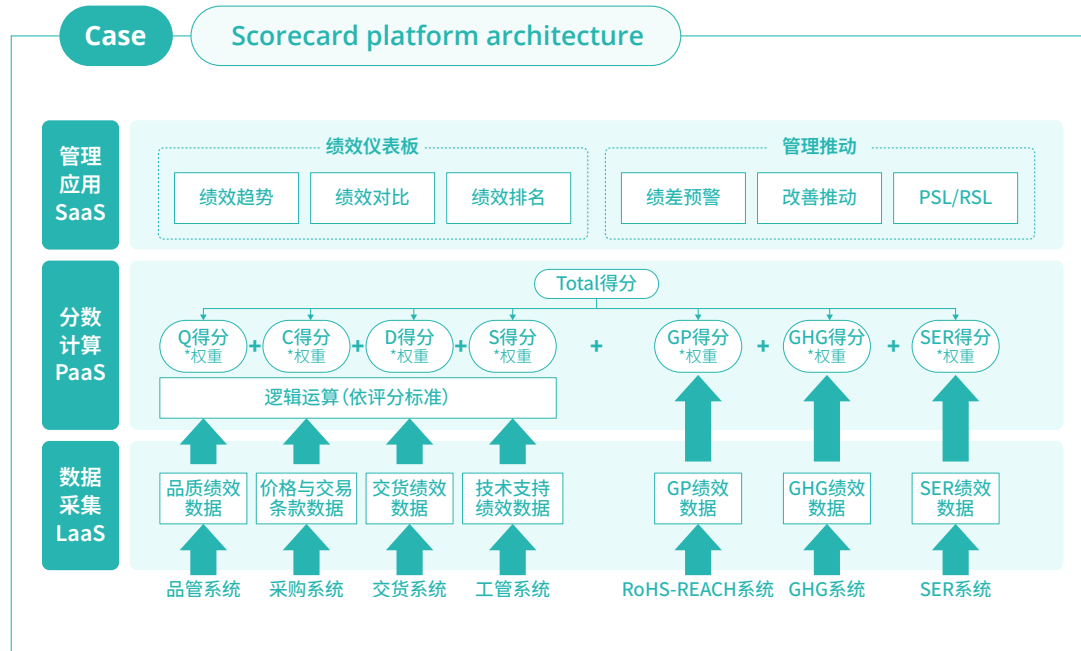 Case
Scorecard platform architecture
管理
应用
SaaS
绩效仪表板
管理推动
绩效趋势
绩效对比
绩效排名
绩差预警
改善推动
PSL/RSL
分数
计算
PaaS
Total得分
Q得分
*权重
+
C得分
*权重
+
D得分
*权重
+
S得分
*权重
+
GP得分
*权重
+
GHG得分
*权重
+
SER得分
*权重
逻辑运算(依评分标准)
数据
采集
LaaS
品质绩效
数据
价格与交易
条款数据
交货绩效
数据
技术支持
绩效数据
GP绩效
数据
GHG绩效
数据
SER绩效
数据
品管系统
采购系统
交货系统
工管系统
RoHS-REACH系统
GHG系统
SER系统